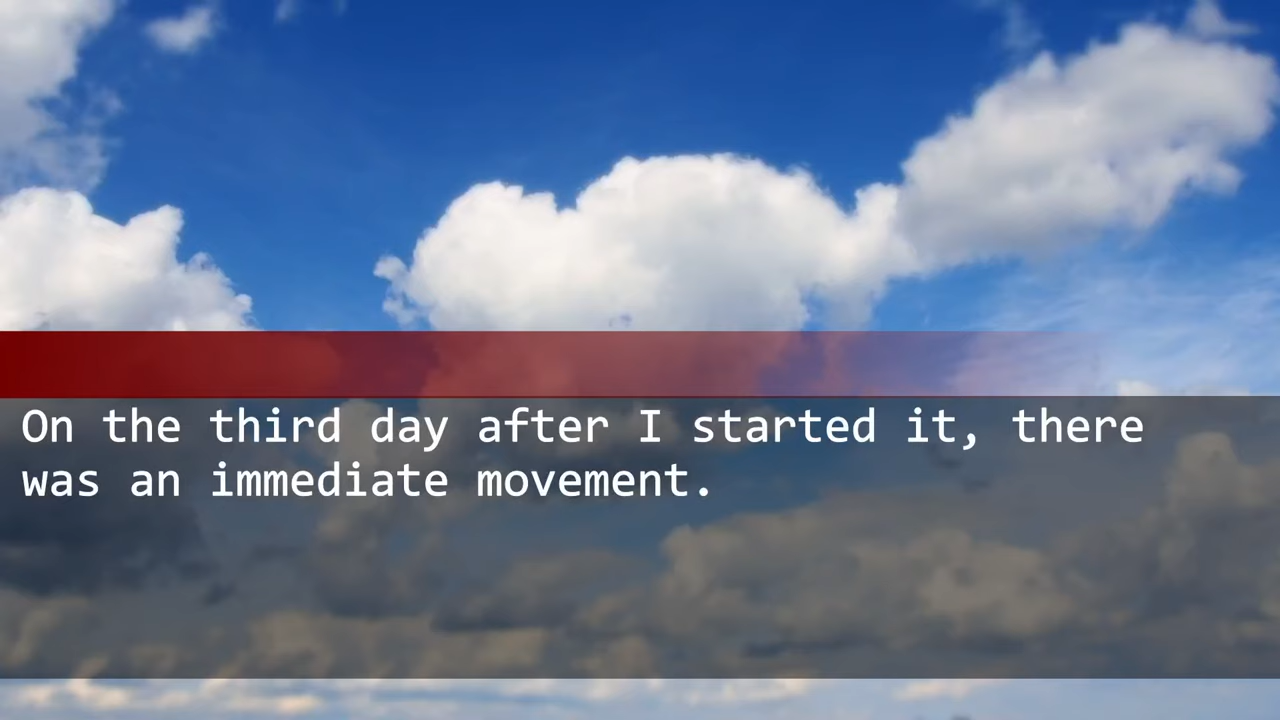 On the third day after I started it, there
was an immediate movement.